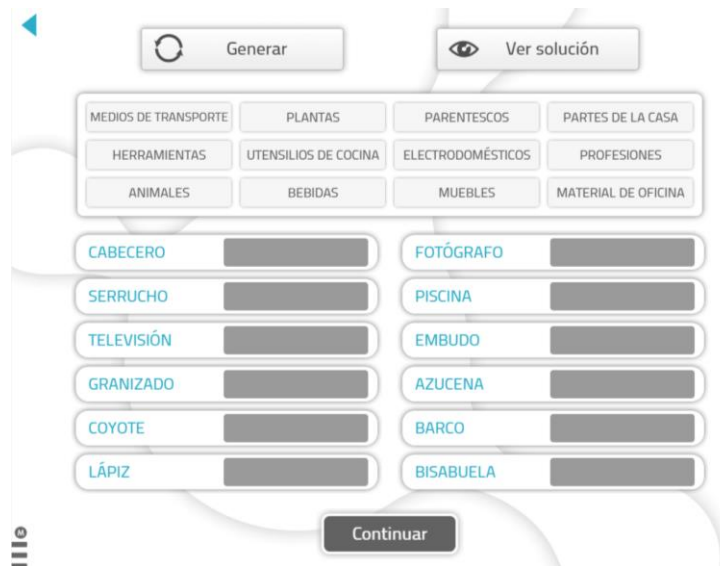 Generar
Ver solución
MEDIOS DE TRANSPORTE
PLANTAS
PARENTESCOS
PARTES DE LA CASA
HERRAMIENTAS
UTENSILIOS DE COCINA
ELECTRODOMÉSTICOS
PROFESIONES
ANIMALES
BEBIDAS
MUEBLES
MATERIAL DE OFICINA
CABECERO
FOTÓGRAFO
SERRUCHO
PISCINA
TELEVISIÓN
EMBUDO
GRANIZADO
AZUCENA
COYOTE
BARCO
LÁPIZ
BISABUELA
Continuar
M